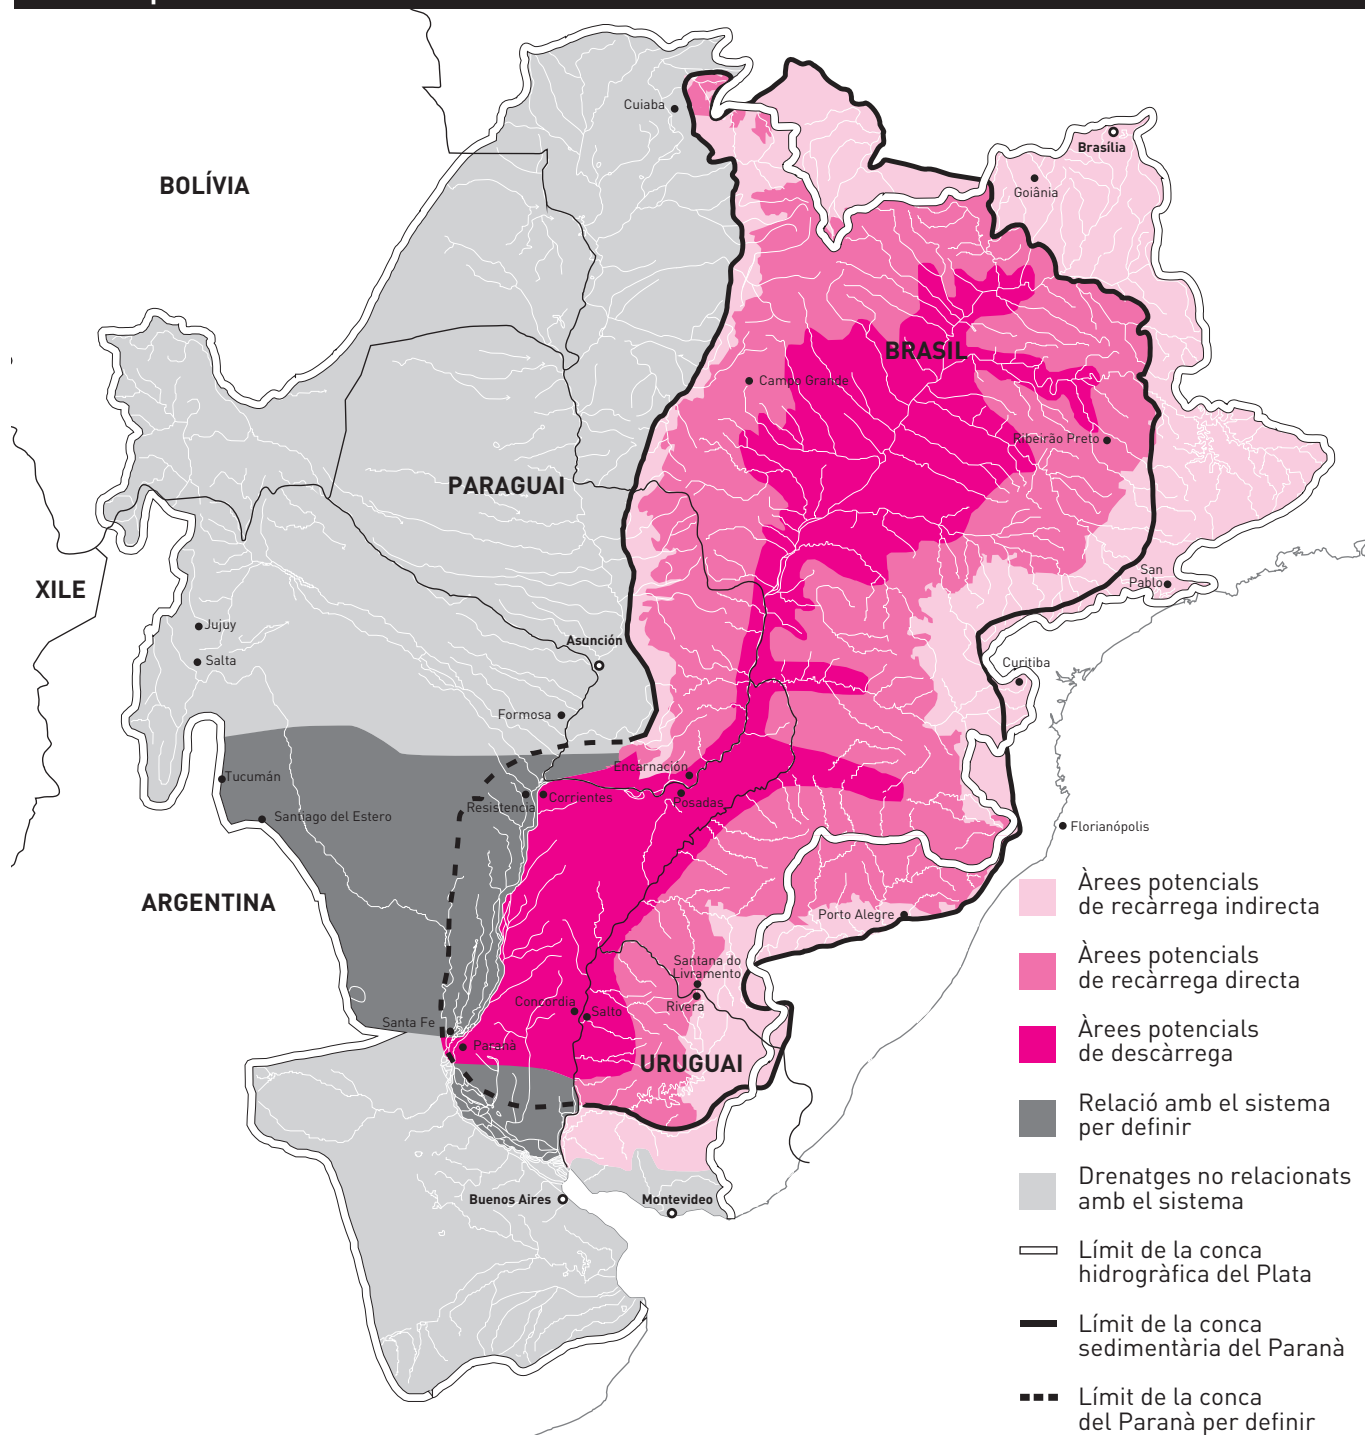 Cuiaba
Brasília
BOLÍVIA
Goiânia
BRASIL
Campo Grande
Ribeirão Preto
PARAGUAI
San
Pablo
XILE
Jujuy
Asunción
Salta
Curitiba
Formosa
Encarnación
Tucumán
Resistencia
Corrientes
Posadas
Santiago del Estero
Florianópolis
ARGENTINA
Porto Alegre
Santana do
Livramento
Concordia
Salto
Rivera
Santa Fe
Paranà
URUGUAI
Buenos Aires
Montevideo
Àrees potencials
de recàrrega indirecta
Àrees potencials
de recàrrega directa
Àrees potencials
de descàrrega
Relació amb el sistema
per definir
Drenatges no relacionats
amb el sistema
Límit de la conca
hidrogràfica del Plata
Límit de la conca
sedimentària del Paranà
Límit de la conca
del Paranà per definir